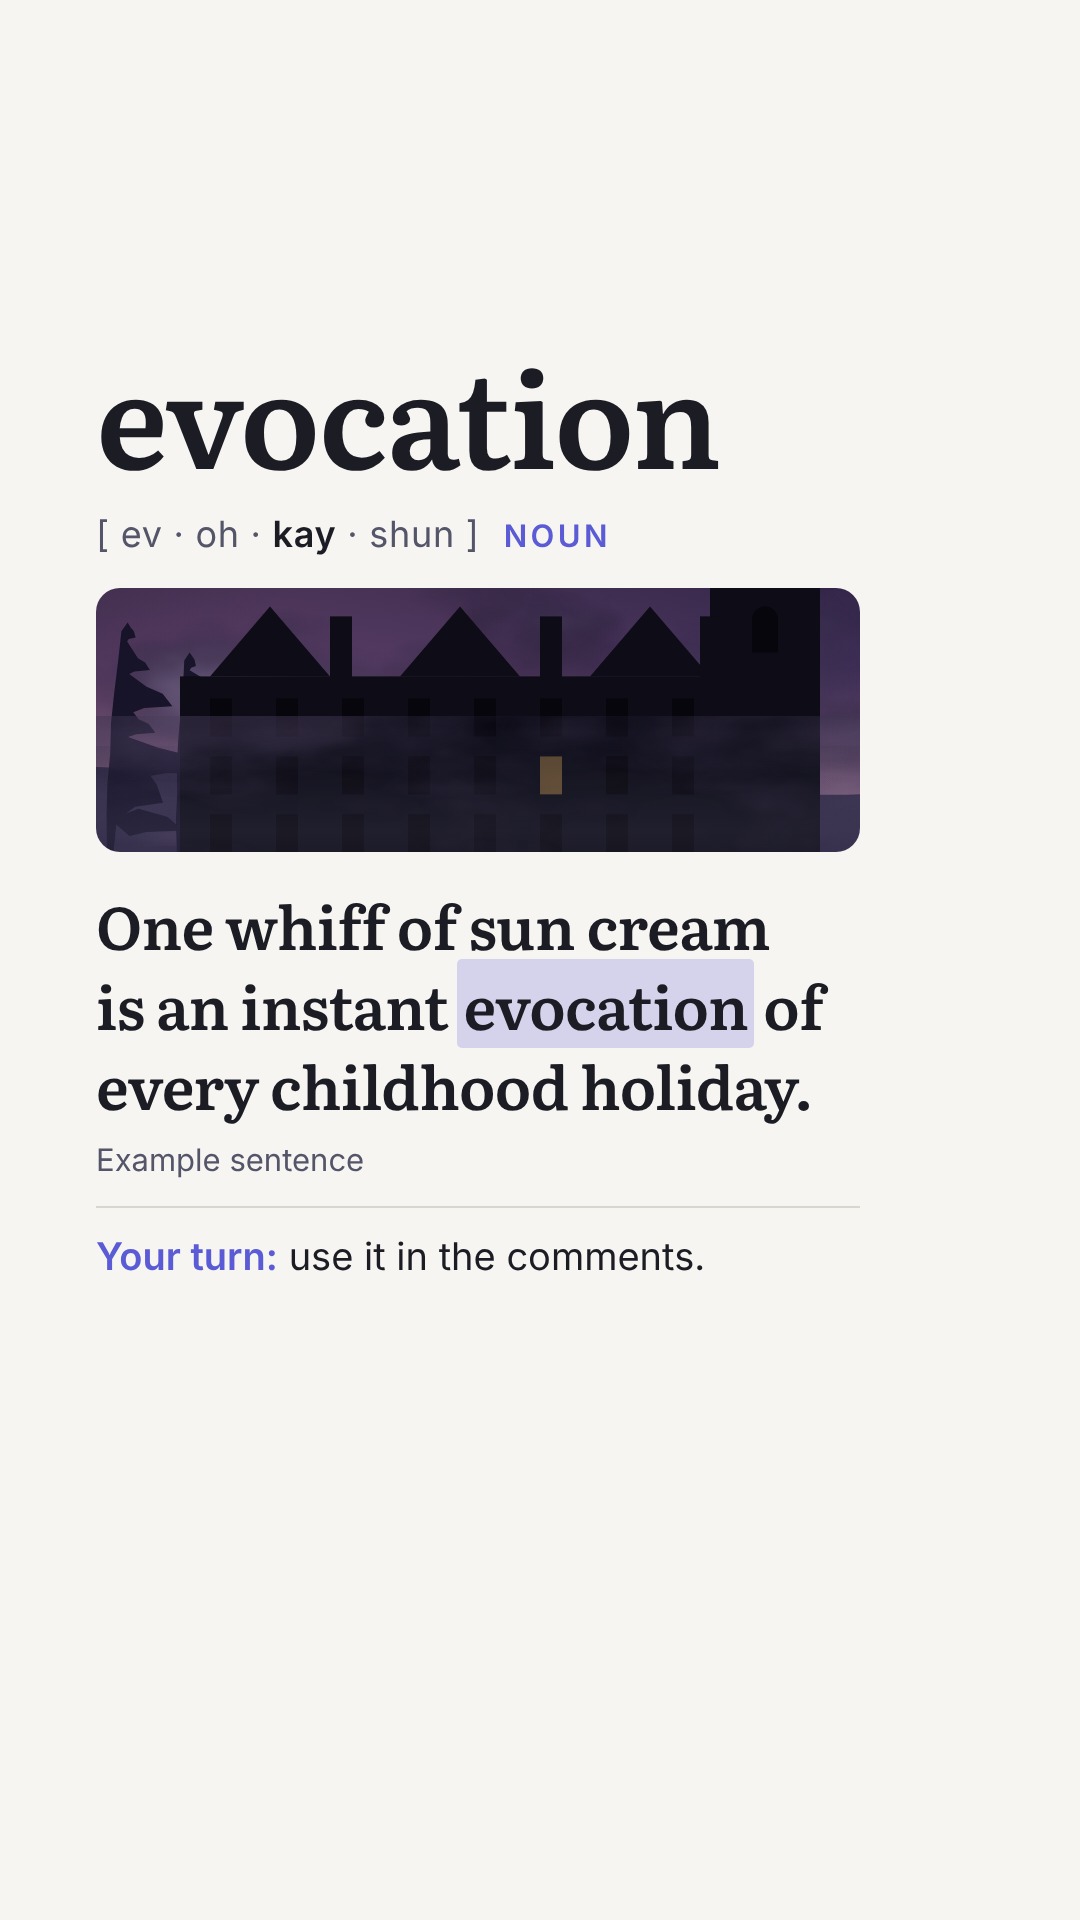 evocation
[ ev · oh · kay · shun ] NOUN
One whiff of sun cream
is an instant evocation of
every childhood holiday.
Example sentence
Your turn: use it in the comments.